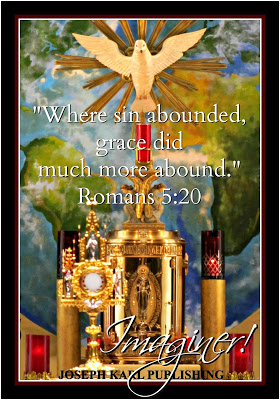 "Where sin abounded,
grace did
much more abound."
Romans 5:20
Imaginer!
JOSEPH KARL PUBLISHING